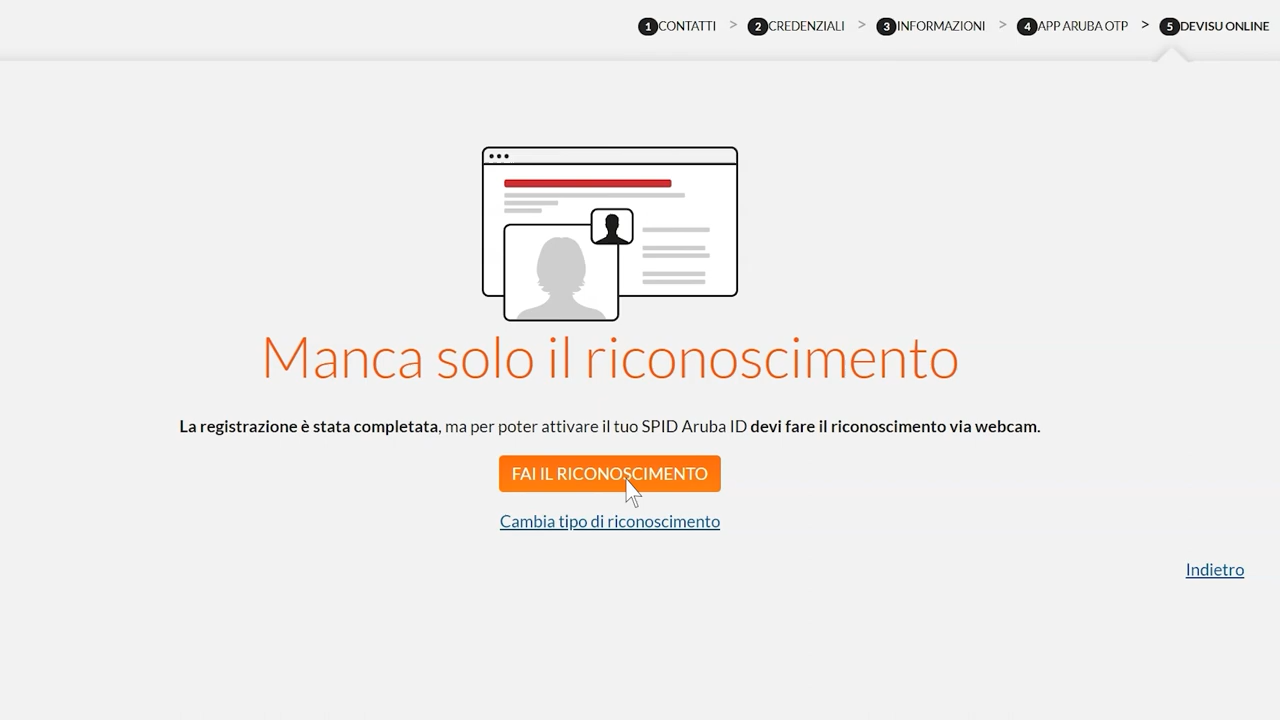 1 CONTATTI > 2 CREDENZIALI > 3 INFORMAZIONI > 4 APP ARUBA OTP > 5 DEVISU ONLINE
Manca solo il riconoscimento
La registrazione è stata completata, ma per poter attivare il tuo SPID Aruba ID devi fare il riconoscimento via webcam.
FAI IL RICONOSCIMENTO
Cambia tipo di riconoscimento
Indietro